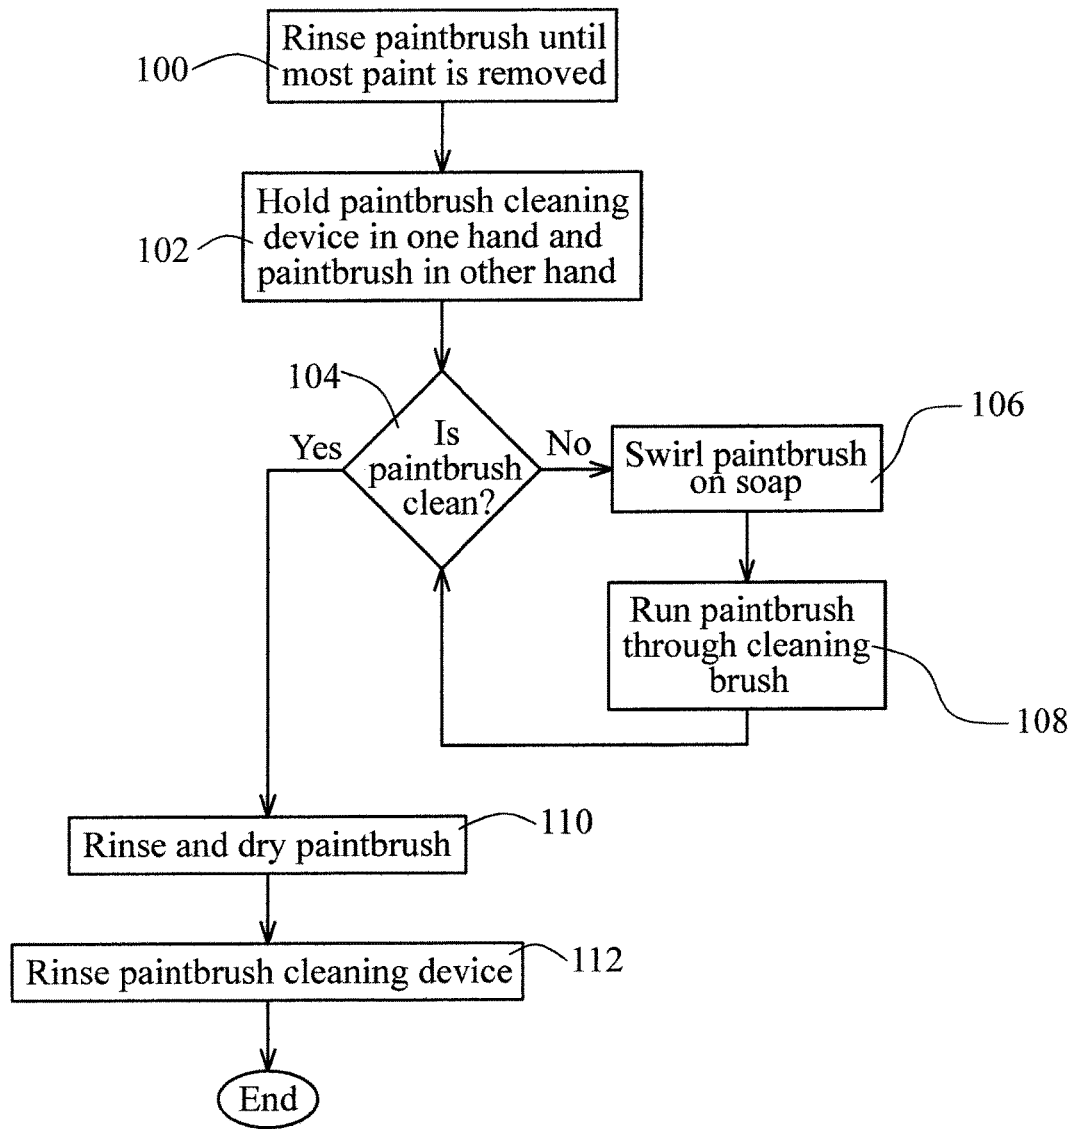 Rinse paintbrush until
most paint is removed
100
Hold paintbrush cleaning
device in one hand and
paintbrush in other hand
102
104
Is
paintbrush
clean?
Yes
No
106
Swirl paintbrush
on soap
Run paintbrush
through cleaning
brush
108
110
Rinse and dry paintbrush
112
Rinse paintbrush cleaning device
End